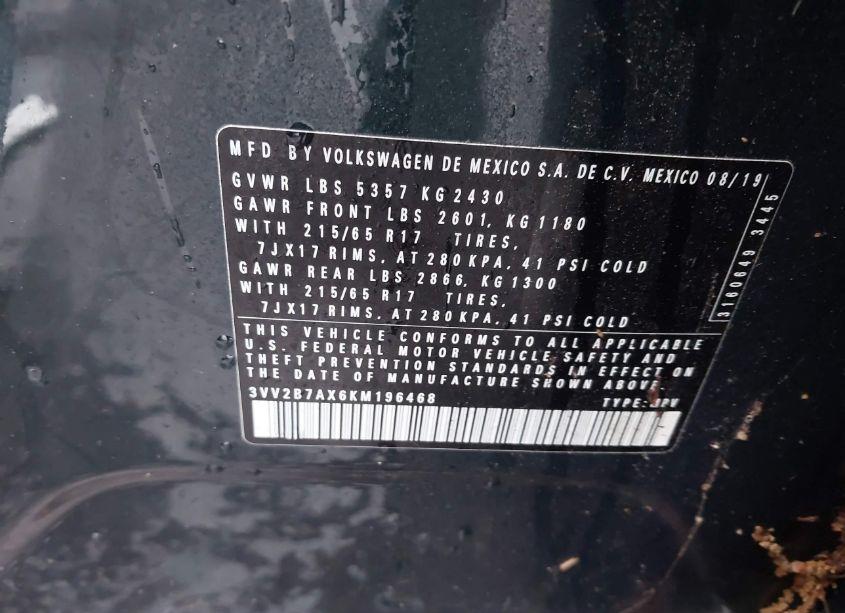 MFD BY VOLKSWAGEN DE MEXICO S.A. DE C.V. MEXICO 08/19
GVWR LBS 5357 KG 2430
GAWR FRONT LBS 2601, KG 1180
WITH 215/65 R17 TIRES,
7JX17 RIMS, AT 280 KPA, 41 PSI COLD
GAWR REAR LBS 2866, KG 1300
WITH 215/65 R17 TIRES,
7JX17 RIMS, AT 280 KPA, 41 PSI COLD
3160649 3445
THIS VEHICLE CONFORMS TO ALL APPLICABLE
U.S. FEDERAL MOTOR VEHICLE SAFETY AND
THEFT PREVENTION STANDARDS IN EFFECT ON
THE DATE OF MANUFACTURE SHOWN ABOVE
3VV2B7AX6KM196468 TYPE: MPV